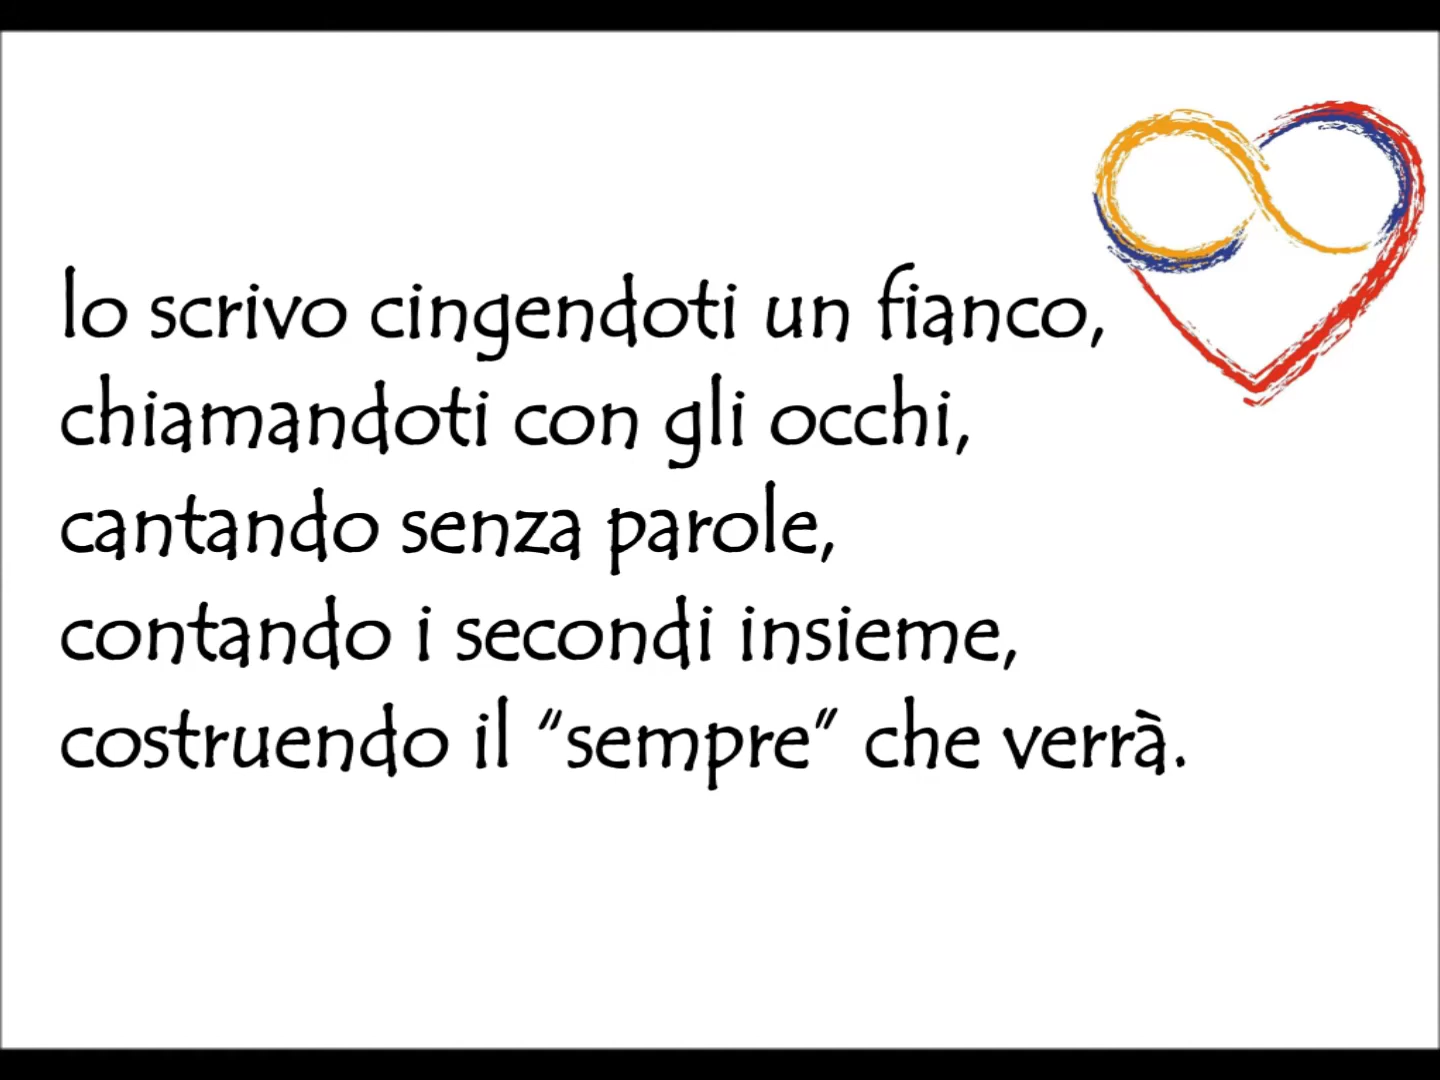 lo scrivo cingendoti un fianco,
chiamandoti con gli occhi,
cantando senza parole,
contando i secondi insieme,
costruendo il “sempre” che verrà.